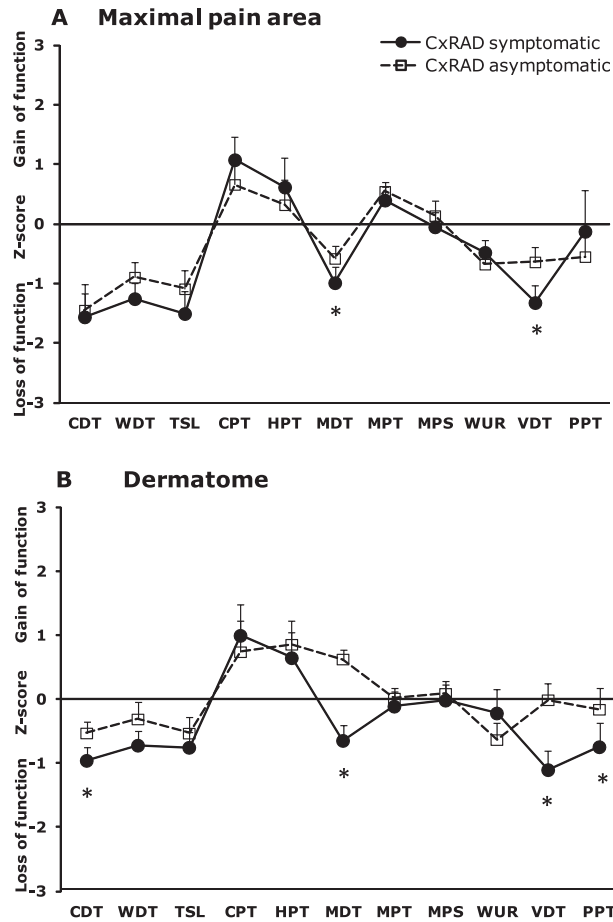 A Maximal pain area
CxRAD symptomatic
CxRAD asymptomatic
Gain of function
Z-score
Loss of function
3
2
1
0
-1
-2
-3
* *
CDT WDT TSL CPT HPT MDT MPT MPS WUR VDT PPT
B Dermatome
Gain of function
Z-score
Loss of function
3
2
1
0
-1
-2
-3
* * * *
CDT WDT TSL CPT HPT MDT MPT MPS WUR VDT PPT